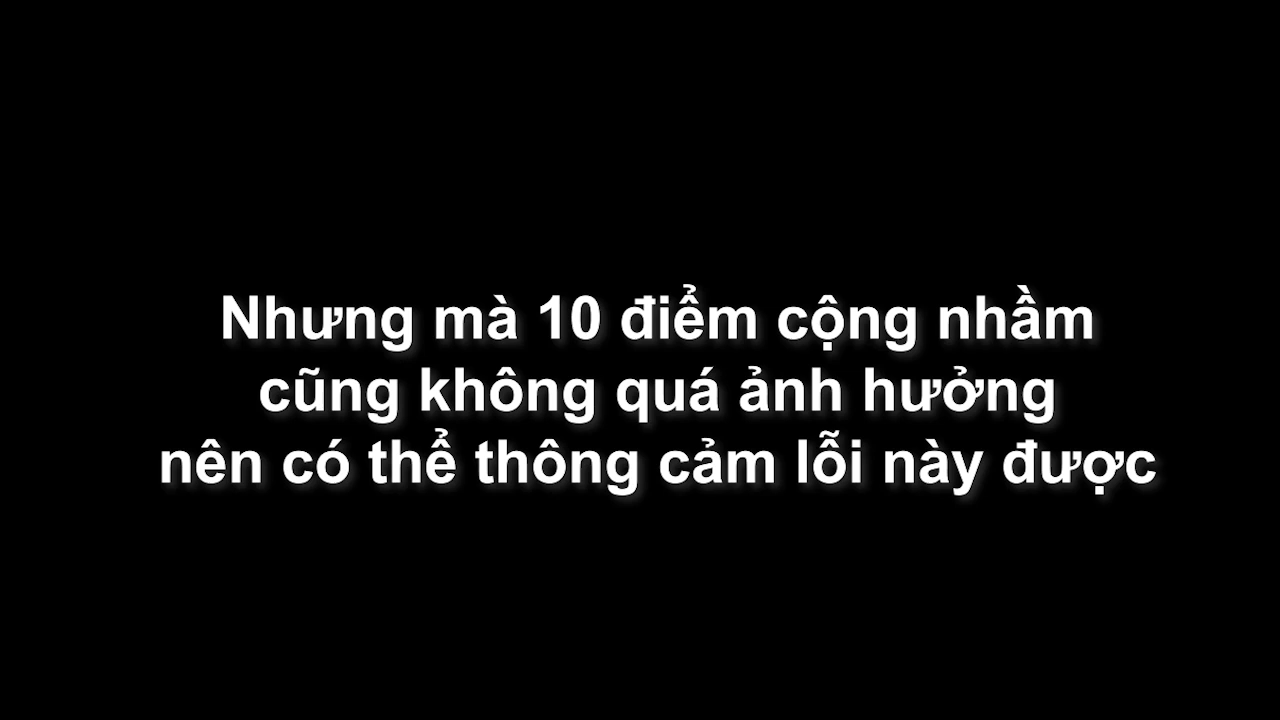 Nhưng mà 10 điểm cộng nhầm
cũng không quá ảnh hưởng
nên có thể thông cảm lỗi này được